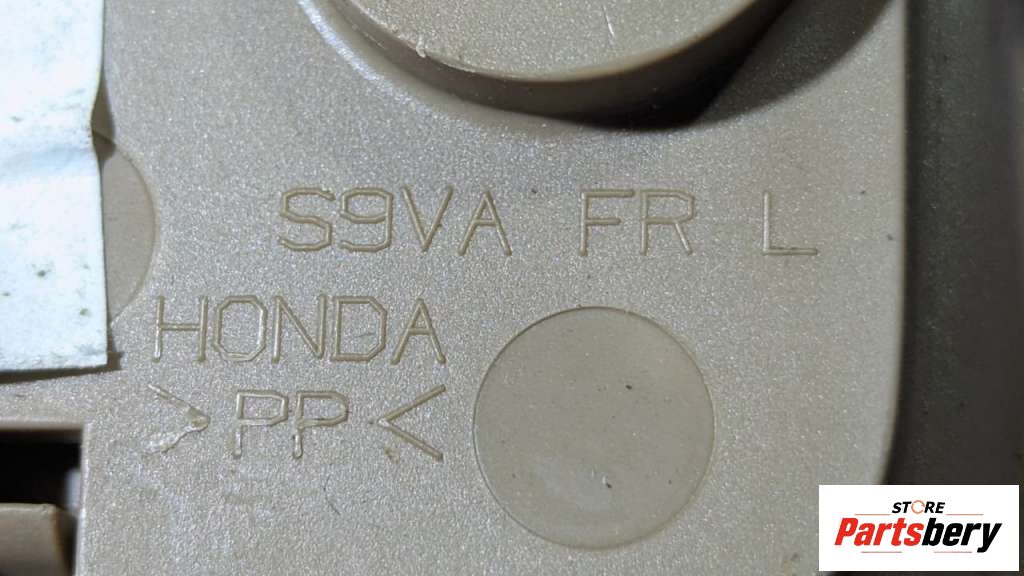 S9VA FR L
HONDA
>PP<
STORE
Partsbery